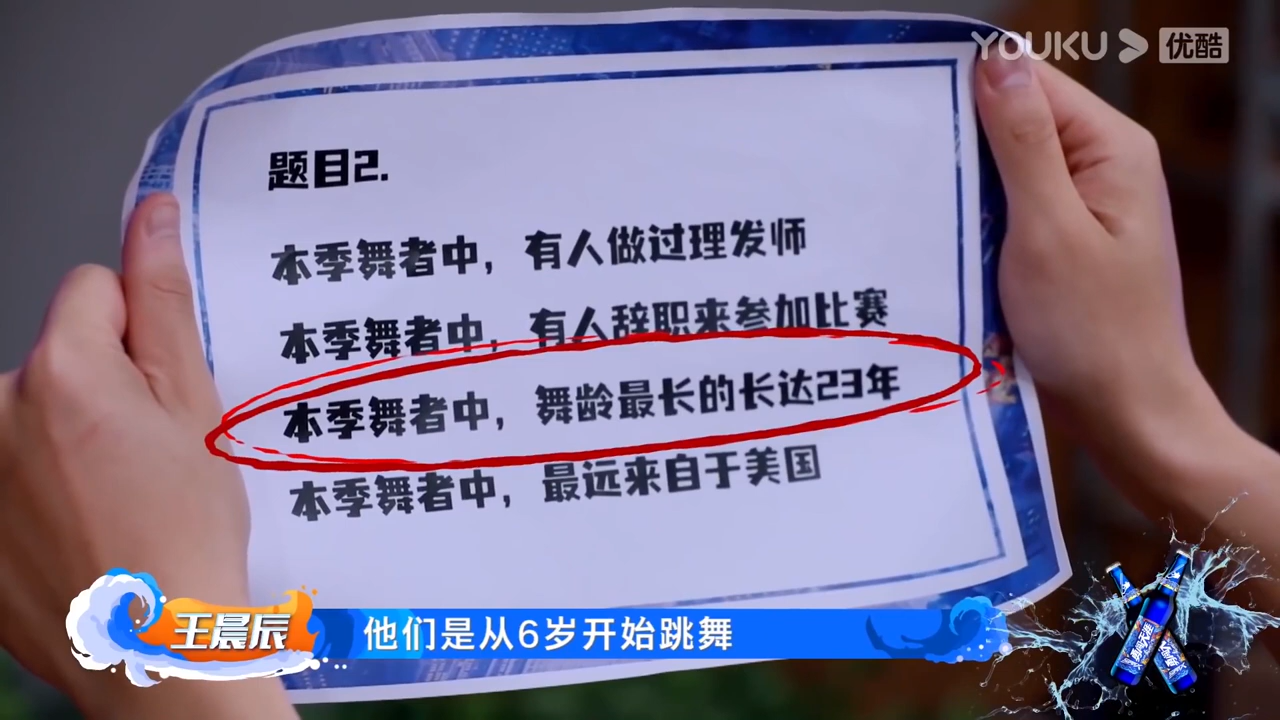 YOUKU 优酷
题目2.
本季舞者中，有人做过理发师
本季舞者中，有人辞职来参加比赛
本季舞者中，舞龄最长的长达23年
本季舞者中，最远来自于美国
王晨辰
他们是从6岁开始跳舞